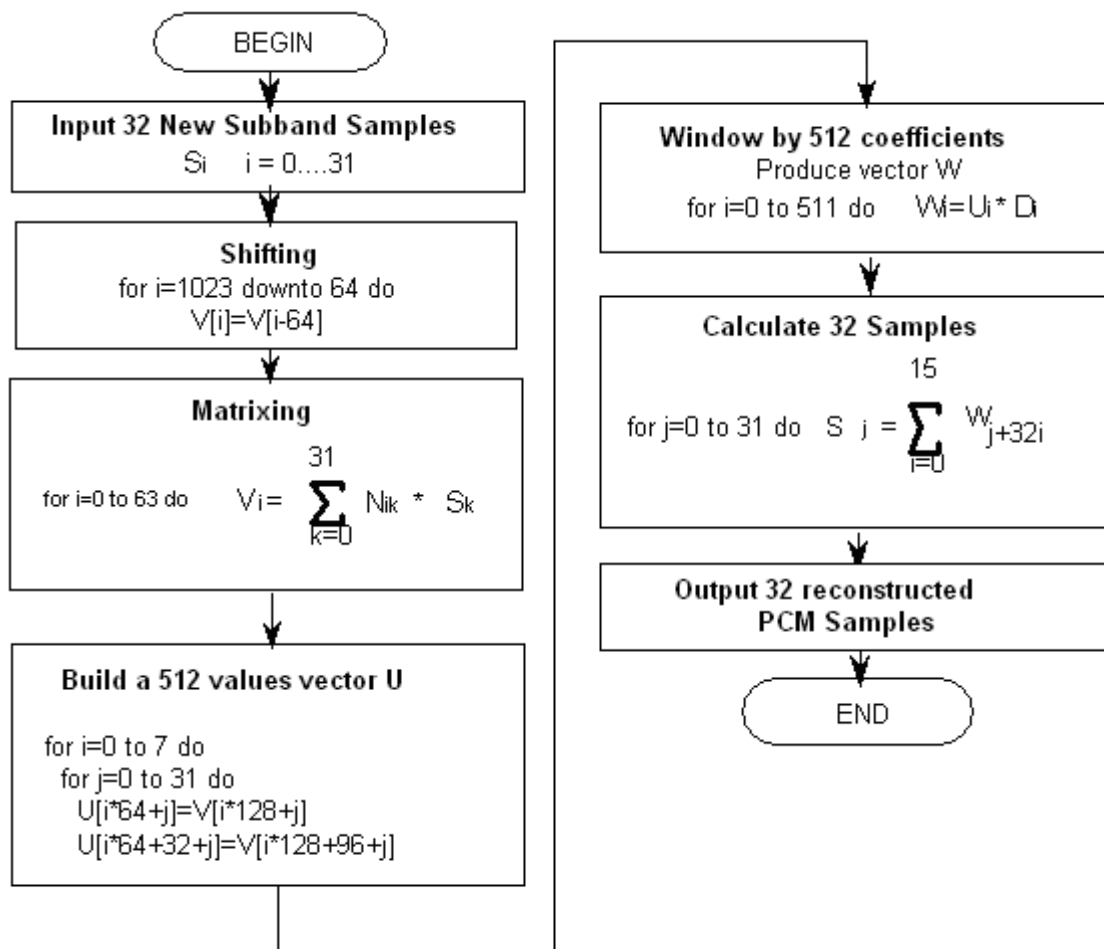 BEGIN
Input 32 New Subband Samples
Si i = 0....31
Shifting
for i=1023 downto 64 do
V[i]=V[i-64]
Matrixing
31
for i=0 to 63 do Vi= ∑ Nik * Sk
k=0
Build a 512 values vector U
for i=0 to 7 do
for j=0 to 31 do
U[i*64+j]=V[i*128+j]
U[i*64+32+j]=V[i*128+96+j]
Window by 512 coefficients
Produce vector W
for i=0 to 511 do Wi=Ui* Di
Calculate 32 Samples
15
for j=0 to 31 do S j = ∑ W j+32i
i=0
Output 32 reconstructed
PCM Samples
END